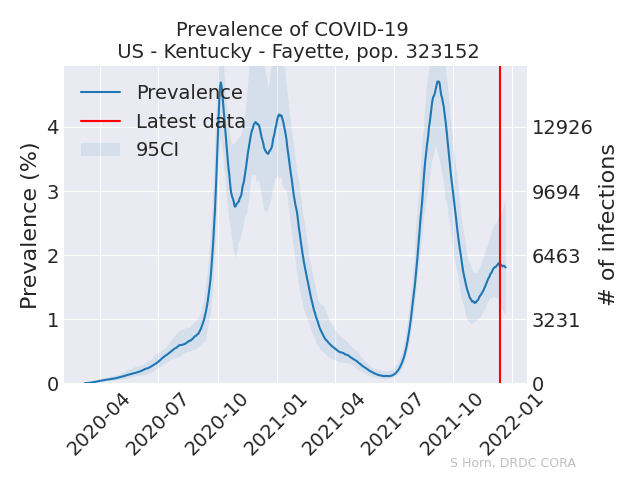 Prevalence of COVID-19
US - Kentucky - Fayette, pop. 323152
Prevalence
Latest data
95CI
Prevalence (%)
4
3
2
1
0
12926
9694
6463
3231
0
# of infections
2020-04
2020-07
2020-10
2021-01
2021-04
2021-07
2021-10
2022-01
S Horn, DRDC CORA